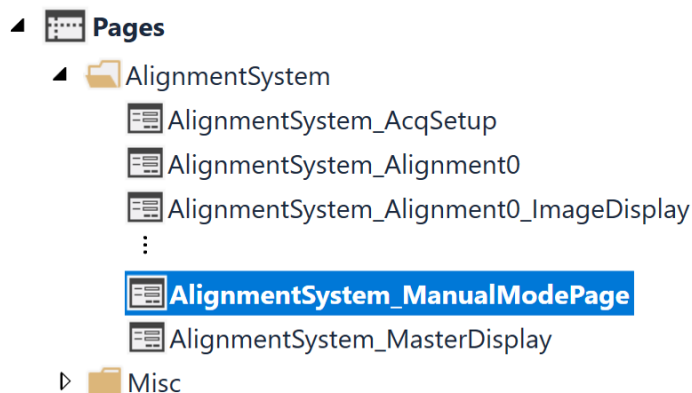 Pages
AlignmentSystem
AlignmentSystem_AcqSetup
AlignmentSystem_Alignment0
AlignmentSystem_Alignment0_ImageDisplay
⋮
AlignmentSystem_ManualModePage
AlignmentSystem_MasterDisplay
Misc